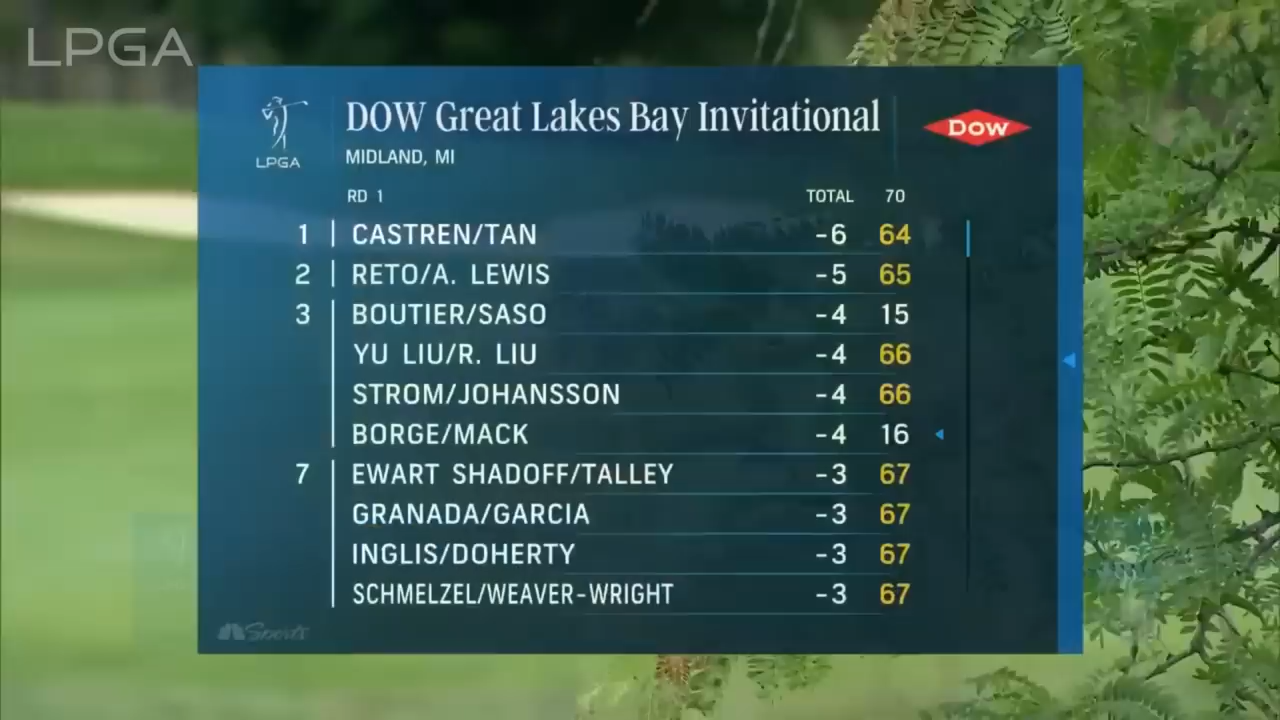 LPGA
DOW Great Lakes Bay Invitational
DOW
LPGA
MIDLAND, MI
RD 1 TOTAL 70
1 CASTREN/TAN -6 64
2 RETO/A. LEWIS -5 65
3 BOUTIER/SASO -4 15
YU LIU/R. LIU -4 66
STROM/JOHANSSON -4 66
BORGE/MACK -4 16
7 EWART SHADOFF/TALLEY -3 67
GRANADA/GARCIA -3 67
INGLIS/DOHERTY -3 67
SCHMELZEL/WEAVER-WRIGHT -3 67
Sports